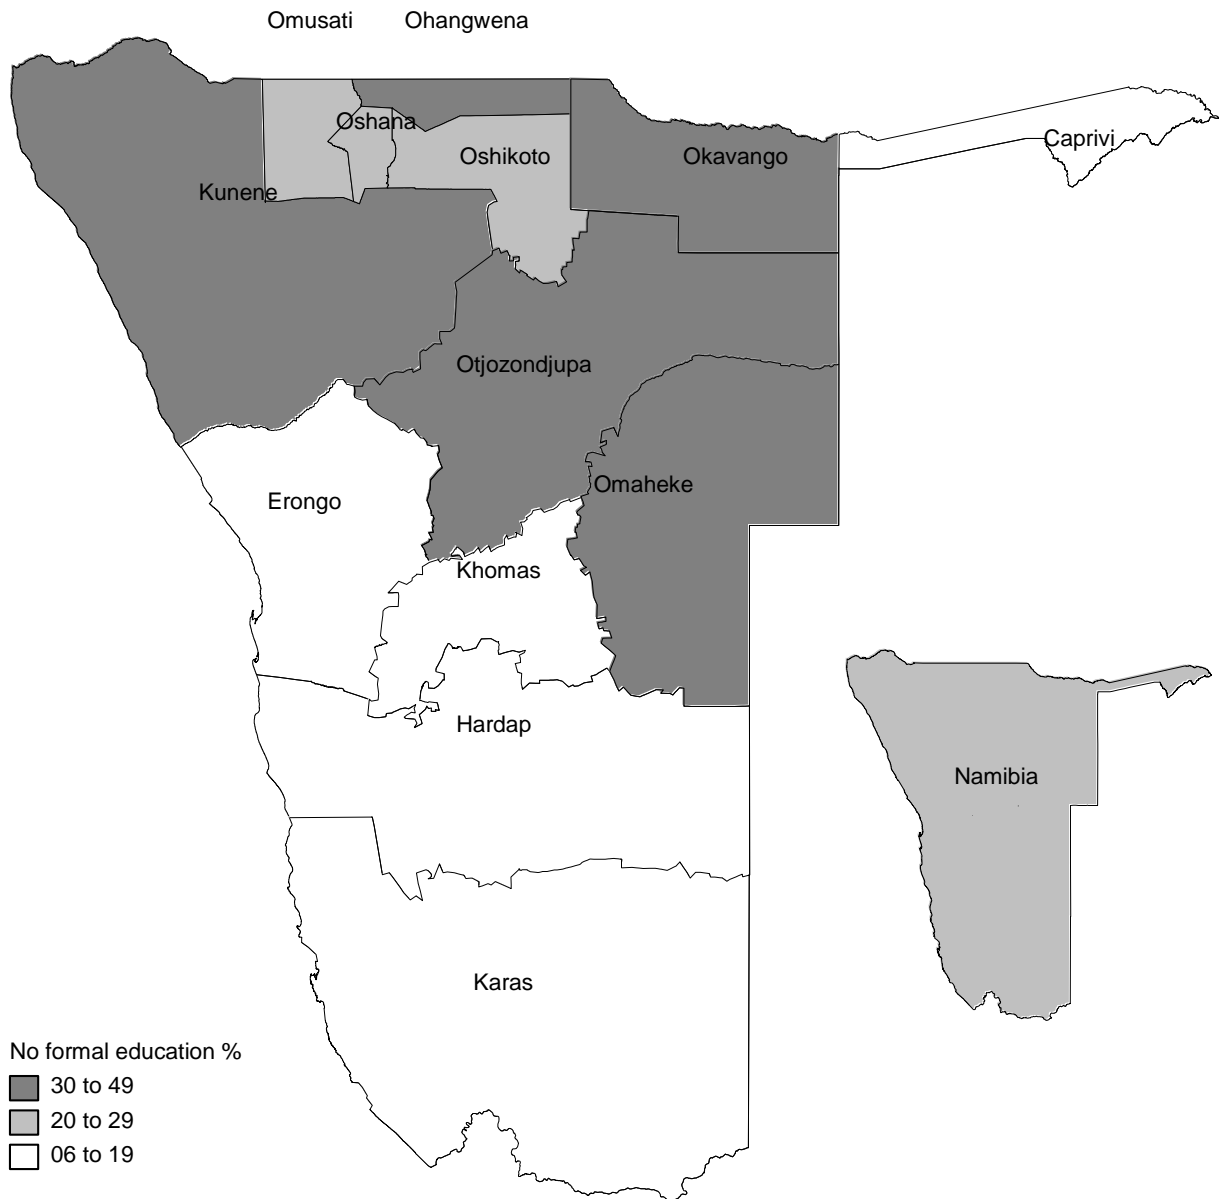 Omusati Ohangwena
Oshana
Caprivi
Oshikoto Okavango
Kunene
Otjozondjupa
Omaheke
Erongo
Khomas
Hardap
Namibia
Karas
No formal education %
30 to 49
20 to 29
06 to 19